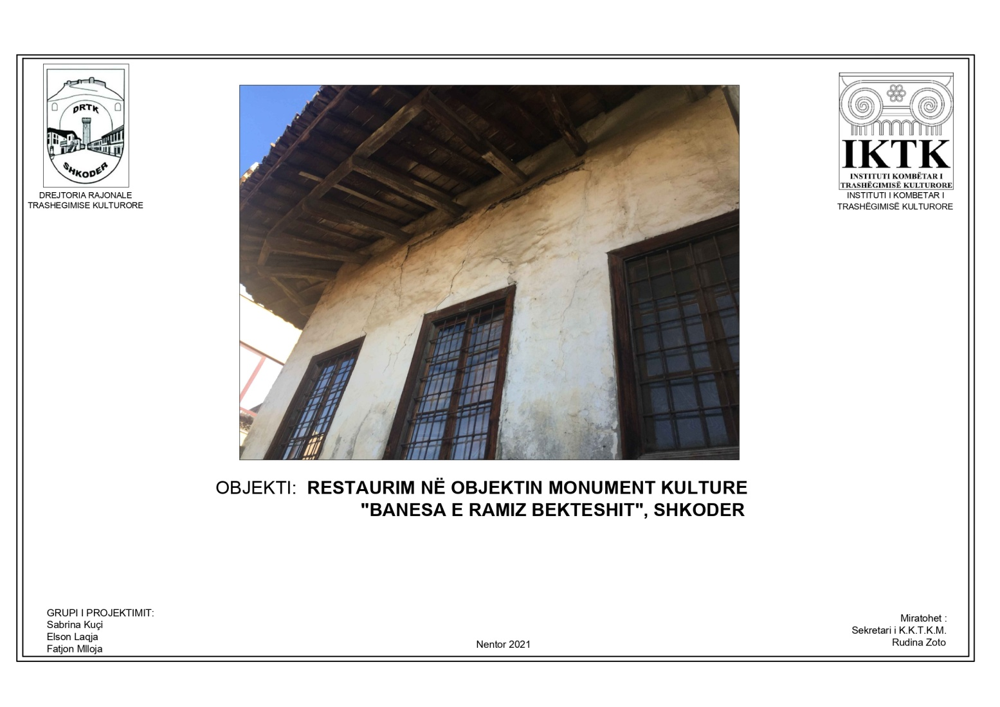 DRTK
SHKODER
DREJTORIA RAJONALE
TRASHEGIMISE KULTURORE
IKTK
INSTITUTI KOMBËTAR I
TRASHËGIMISË KULTURORE
INSTITUTI I KOMBETAR I
TRASHËGIMISË KULTURORE
OBJEKTI: RESTAURIM NË OBJEKTIN MONUMENT KULTURE
"BANESA E RAMIZ BEKTESHIT", SHKODER
GRUPI I PROJEKTIMIT:
Sabrina Kuçi
Elson Laqja
Fatjon Mlloja
Nentor 2021
Miratohet :
Sekretari i K.K.T.K.M.
Rudina Zoto